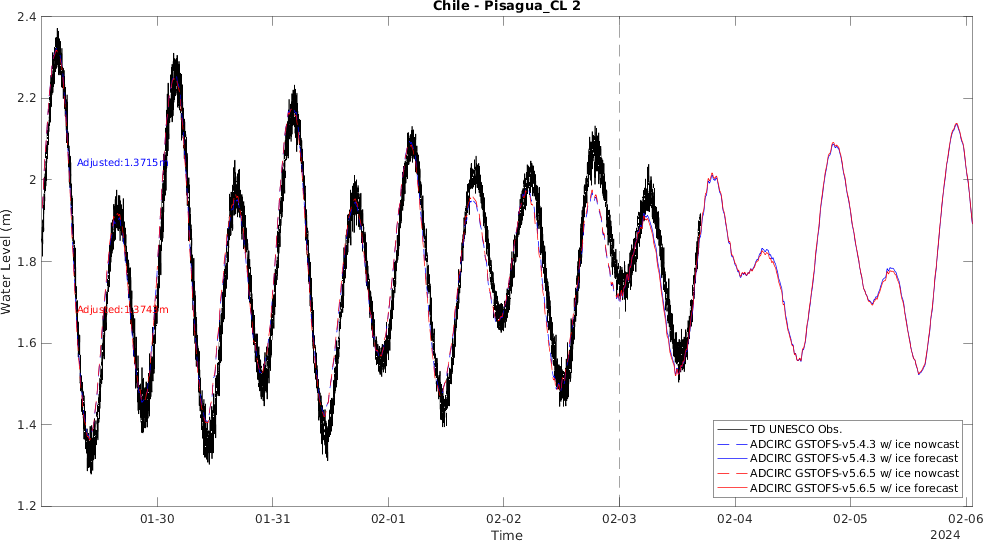 Chile - Pisagua_CL 2
Water Level (m)
2.4
2.2
2
1.8
1.6
1.4
1.2
Adjusted:1.3715m
Adjusted:1.3742m
TD UNESCO Obs.
ADCIRC GSTOFS-v5.4.3 w/ ice nowcast
ADCIRC GSTOFS-v5.4.3 w/ ice forecast
ADCIRC GSTOFS-v5.6.5 w/ ice nowcast
ADCIRC GSTOFS-v5.6.5 w/ ice forecast
01-30 01-31 02-01 02-02 02-03 02-04 02-05 02-06
Time
2024